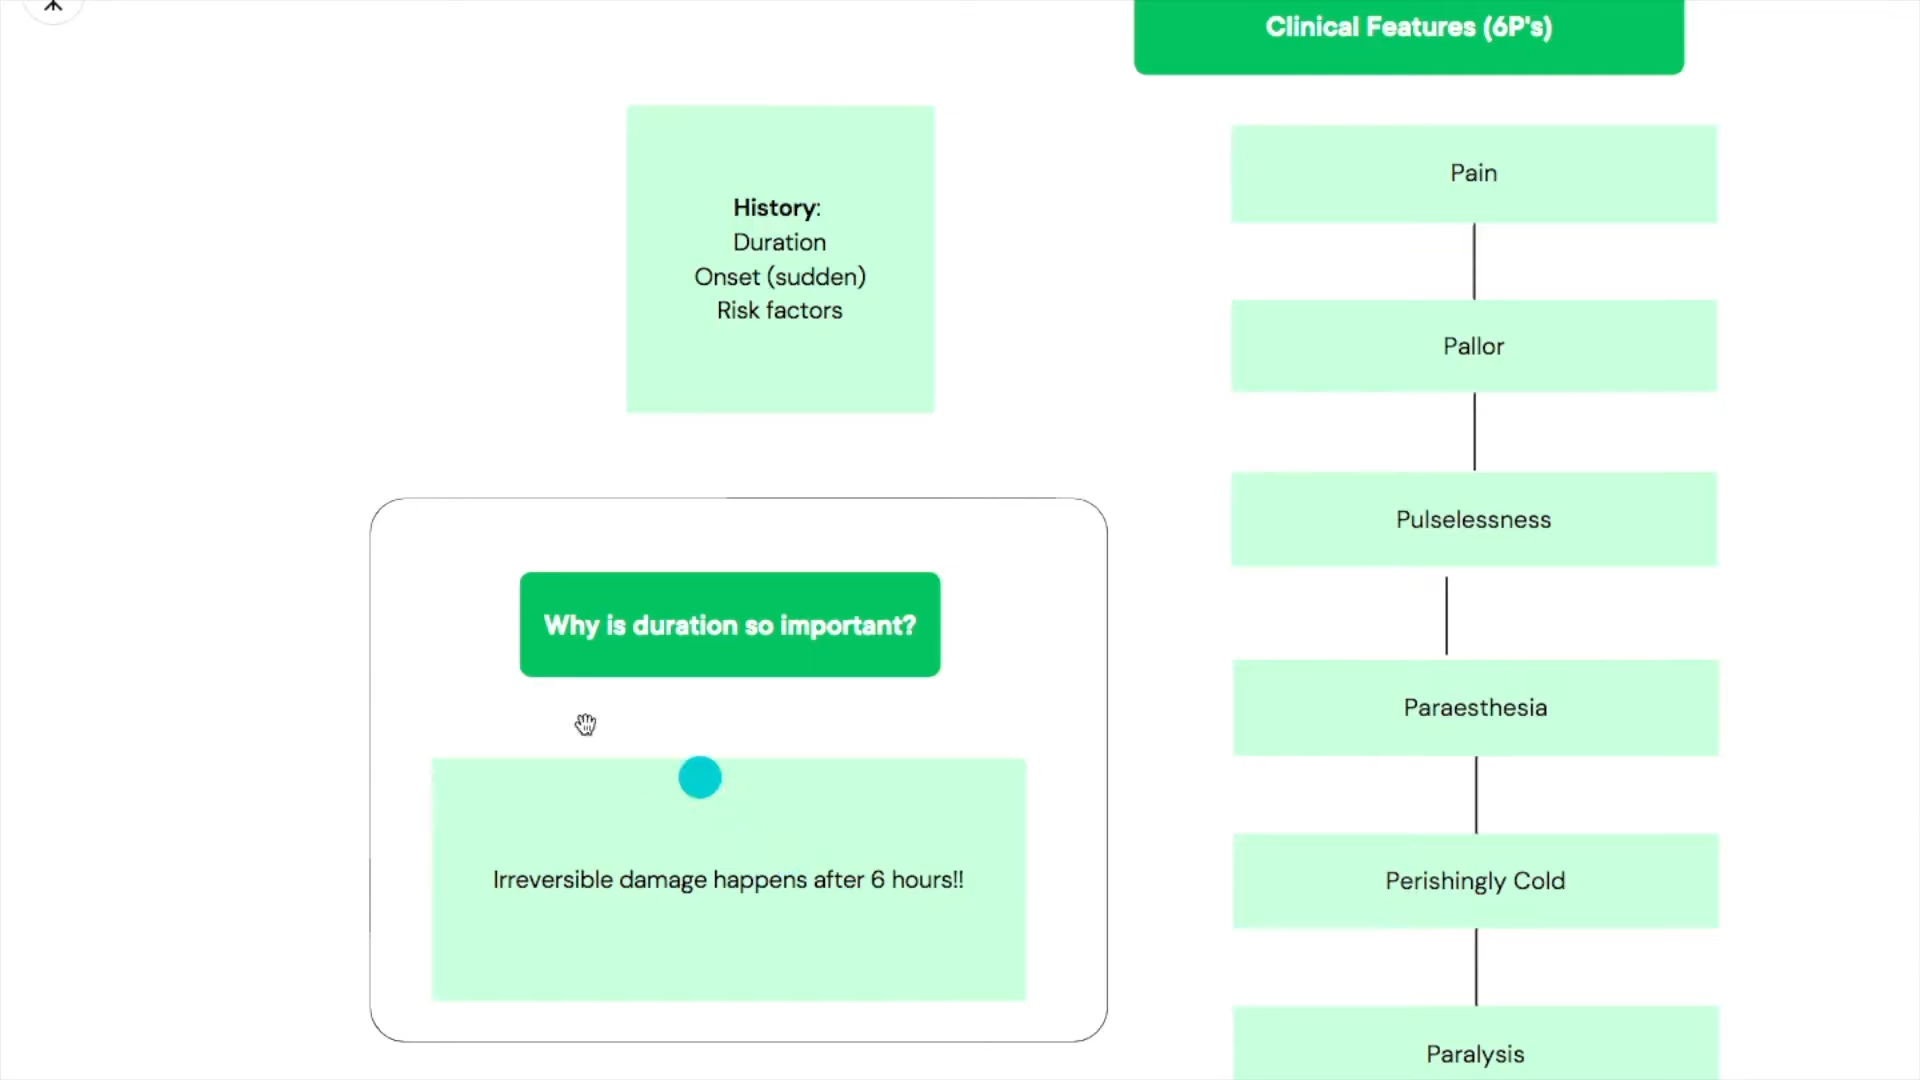 Clinical Features (6P's)
History:
Duration
Onset (sudden)
Risk factors
Why is duration so important?
Irreversible damage happens after 6 hours!!
Pain
Pallor
Pulselessness
Paraesthesia
Perishingly Cold
Paralysis